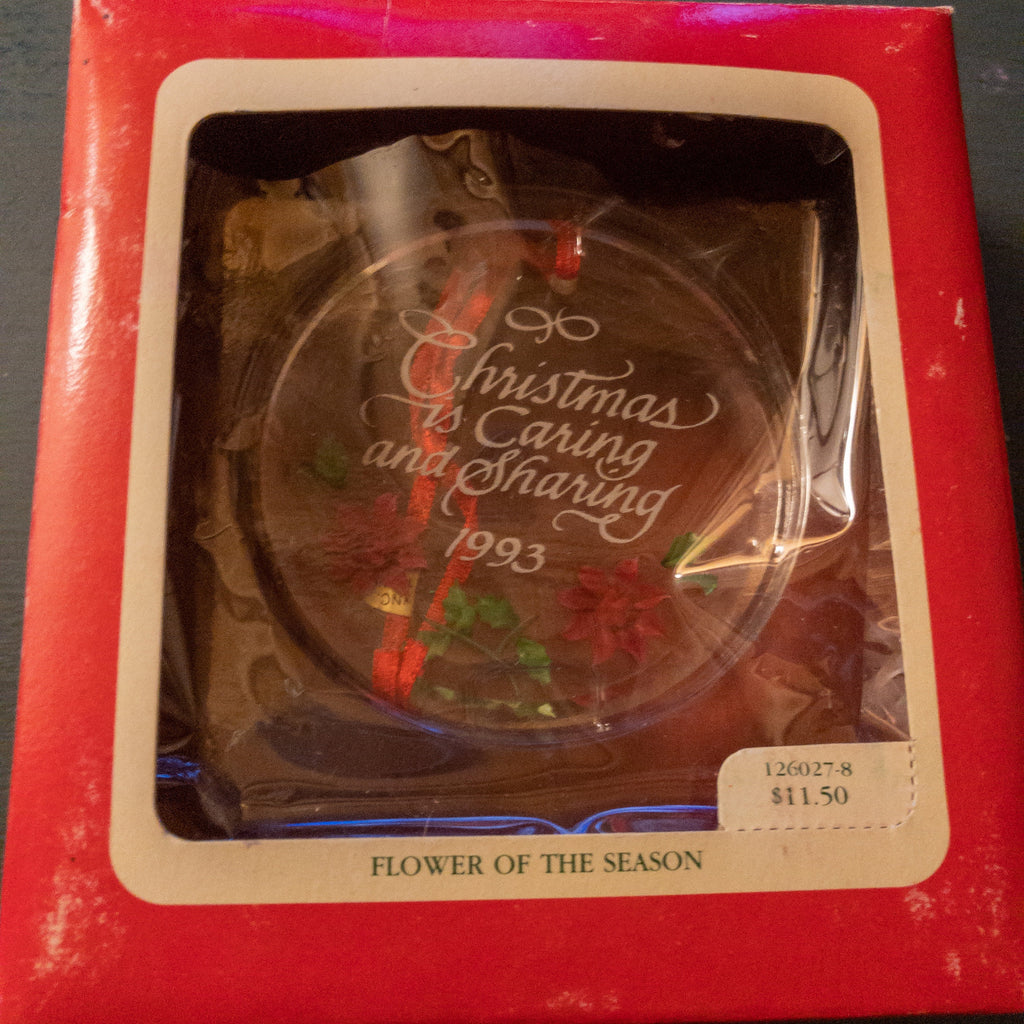 Christmas
is Caring
and Sharing
1993
126027-8
$11.50
FLOWER OF THE SEASON